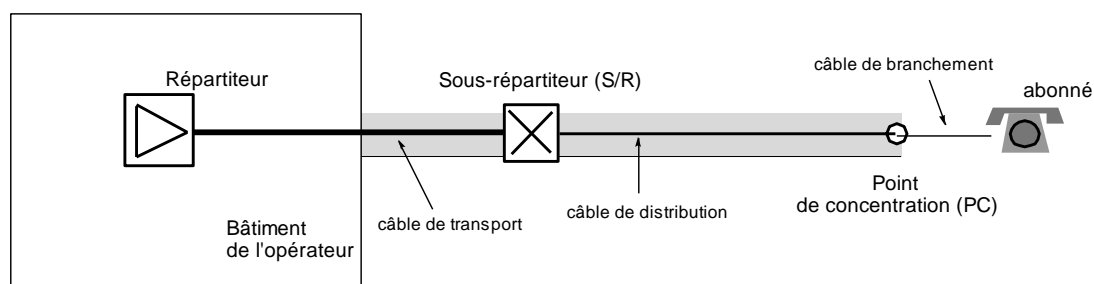 Répartiteur
Sous-répartiteur (S/R)
câble de branchement
abonné
Bâtiment
de l'opérateur
câble de transport
câble de distribution
Point
de concentration (PC)